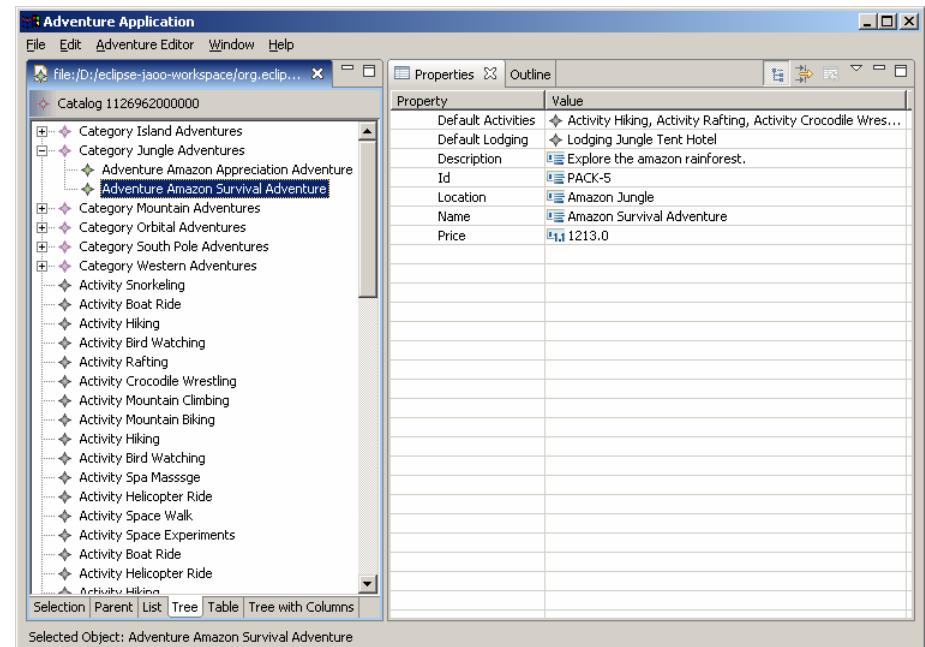 Adventure Application
File Edit Adventure Editor Window Help
file:/D:/eclipse-jaoo-workspace/org.eclip...
Catalog 1126962000000
Category Island Adventures
Category Jungle Adventures
Adventure Amazon Appreciation Adventure
Adventure Amazon Survival Adventure
Category Mountain Adventures
Category Orbital Adventures
Category South Pole Adventures
Category Western Adventures
Activity Snorkeling
Activity Boat Ride
Activity Hiking
Activity Bird Watching
Activity Rafting
Activity Crocodile Wrestling
Activity Mountain Climbing
Activity Mountain Biking
Activity Hiking
Activity Bird Watching
Activity Spa Masssge
Activity Helicopter Ride
Activity Space Walk
Activity Space Experiments
Activity Boat Ride
Activity Helicopter Ride
Activity Hiking
Selection Parent List Tree Table Tree with Columns
Properties Outline
Property Value
Default Activities Activity Hiking, Activity Rafting, Activity Crocodile Wres...
Default Lodging Lodging Jungle Tent Hotel
Description Explore the amazon rainforest.
Id PACK-5
Location Amazon Jungle
Name Amazon Survival Adventure
Price 1213.0
Selected Object: Adventure Amazon Survival Adventure